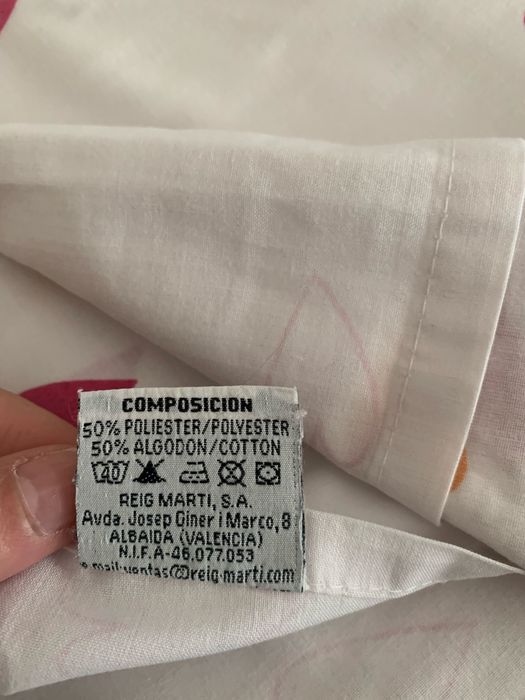 COMPOSICION
50% POLIESTER/POLYESTER
50% ALGODON/COTTON
REIG MARTI, S.A.
Avda. Josep Giner i Marco,8
ALBAIDA (VALENCIA)
N.I.F.A-46.077.053
e mail:ventas@reig-marti.com